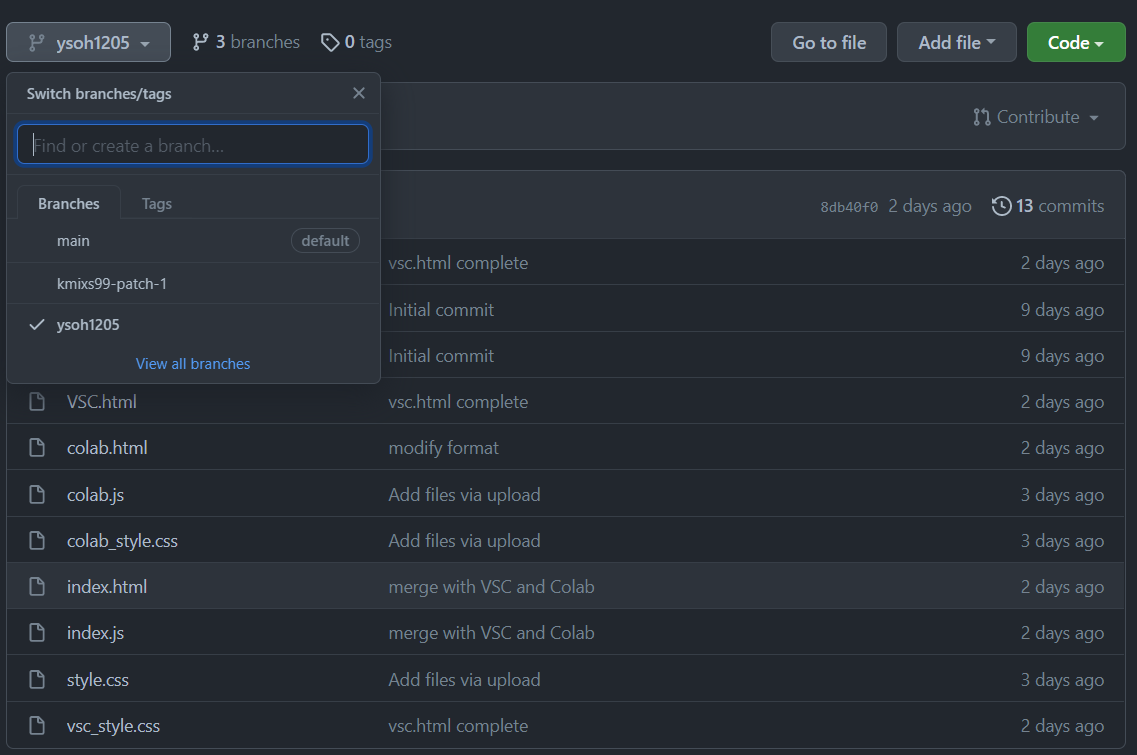 ysoh1205 3 branches 0 tags Go to file Add file Code
Switch branches/tags
Find or create a branch...
Contribute
Branches Tags
8db40f0 2 days ago 13 commits
main default
vsc.html complete 2 days ago
kmixs99-patch-1
Initial commit 9 days ago
ysoh1205
Initial commit 9 days ago
View all branches
VSC.html vsc.html complete 2 days ago
colab.html modify format 2 days ago
colab.js Add files via upload 3 days ago
colab_style.css Add files via upload 3 days ago
index.html merge with VSC and Colab 2 days ago
index.js merge with VSC and Colab 2 days ago
style.css Add files via upload 3 days ago
vsc_style.css vsc.html complete 2 days ago